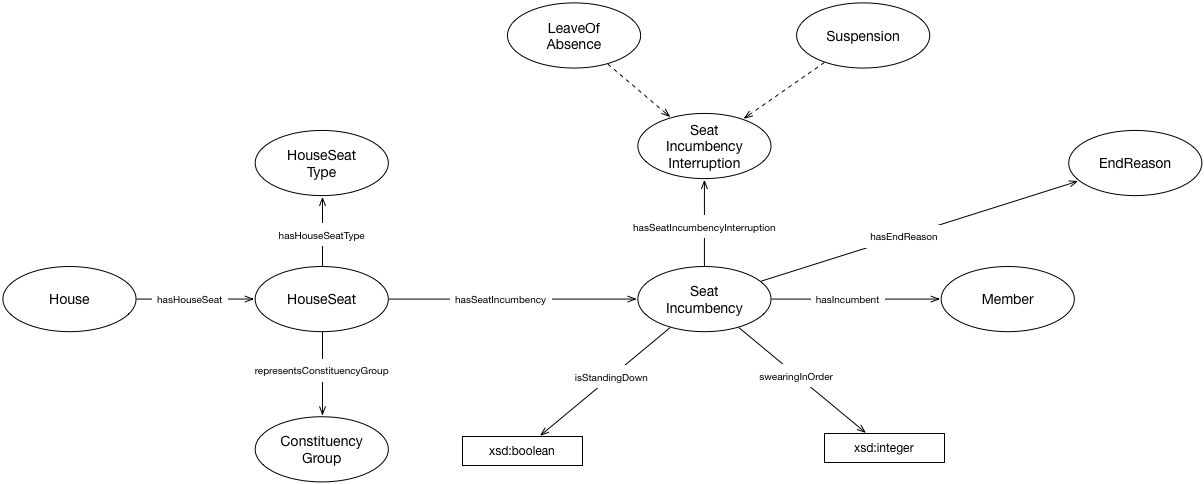 LeaveOf
Absence
Suspension
Seat
Incumbency
Interruption
HouseSeat
Type
EndReason
hasHouseSeatType
hasSeatIncumbencyInterruption
hasEndReason
House
hasHouseSeat
HouseSeat
hasSeatIncumbency
Seat
Incumbency
hasIncumbent
Member
representsConstituencyGroup
isStandingDown
swearingInOrder
Constituency
Group
xsd:boolean
xsd:integer